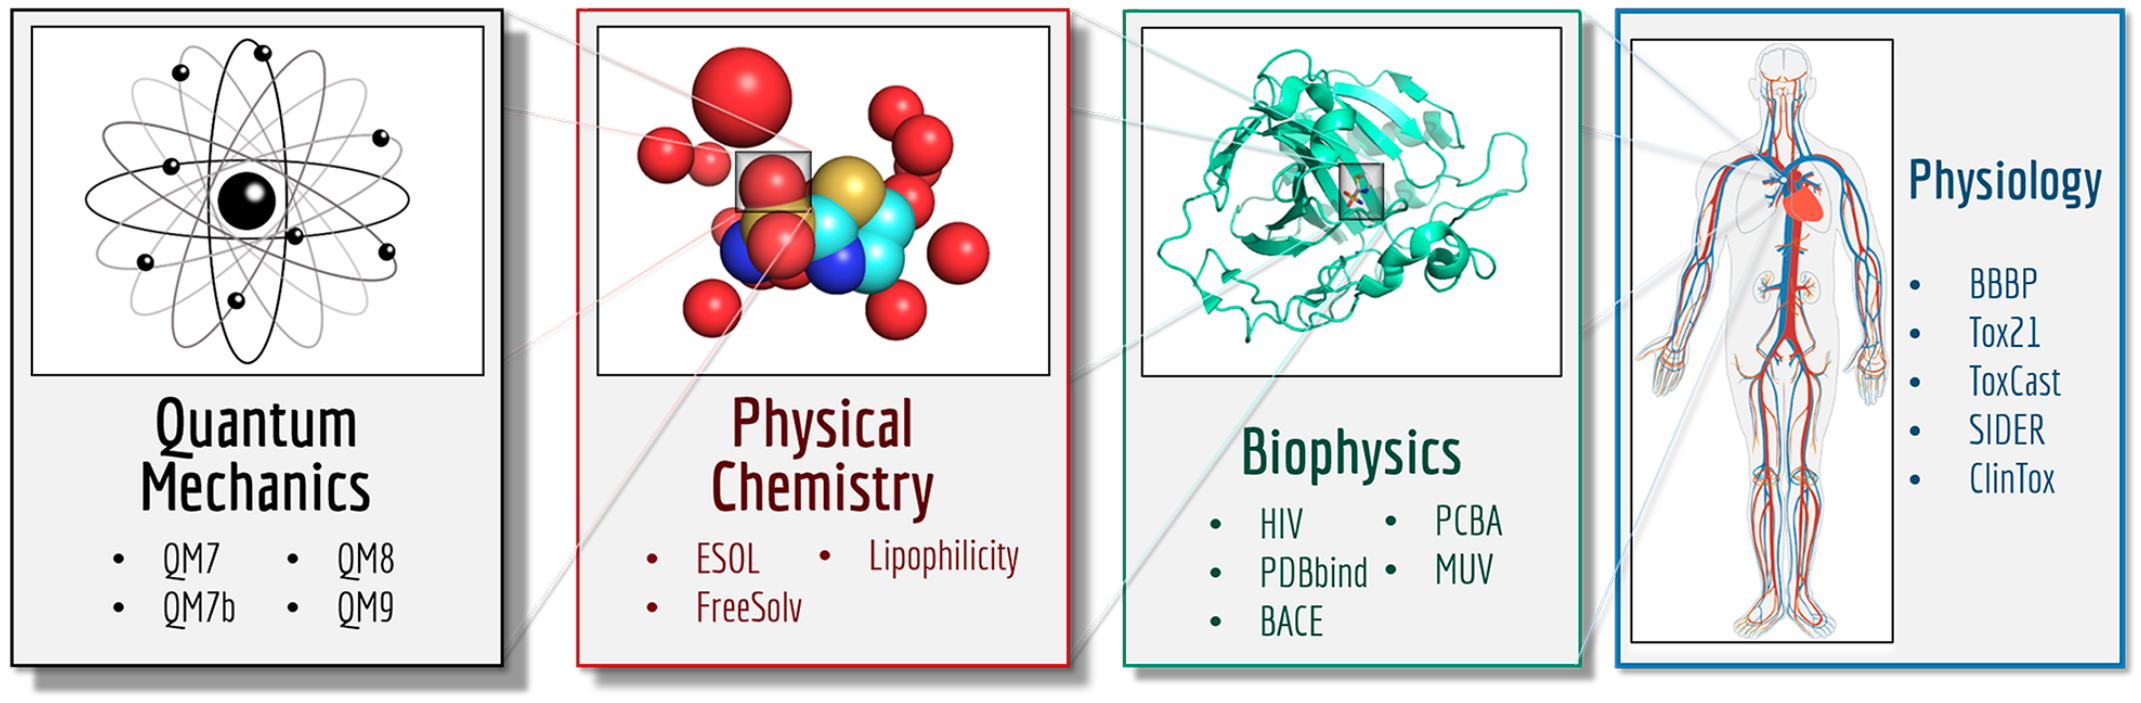 Quantum
Mechanics
QM7
QM7b
QM8
QM9
Physical
Chemistry
ESOL
FreeSolv
Lipophilicity
Biophysics
HIV
PDBbind
BACE
PCBA
MUV
Physiology
BBBP
Tox21
ToxCast
SIDER
ClinTox